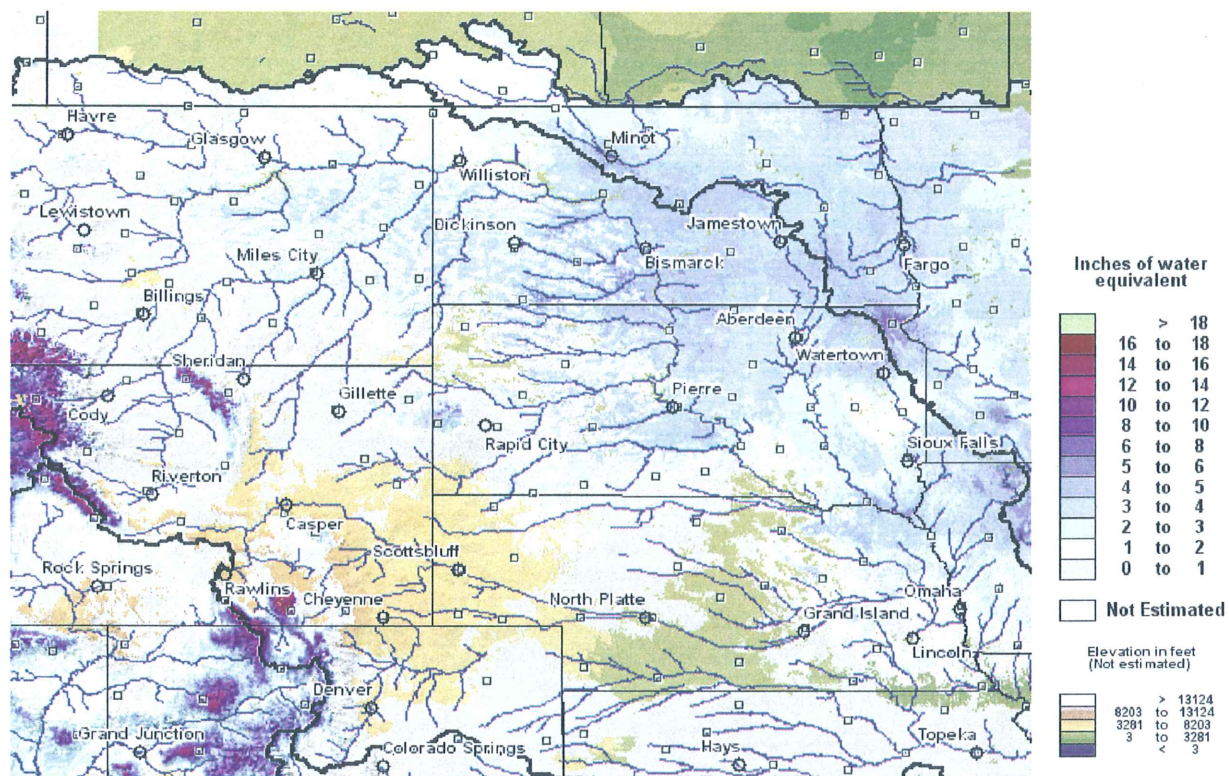 Havre
Glasgow
Minot
Williston
Lewistown
Dickinson
Jamestown
Miles City
Bismarck
Fargo
Billings
Aberdeen
Watertown
Sheridan
Cody
Gillette
Pierre
Rapid City
Sioux Falls
Riverton
Casper
Scottsbluff
Rock Springs
Rawlins
Cheyenne
North Platte
Omaha
Grand Island
Lincoln
Denver
Grand Junction
Colorado Springs
Hays
Topeka
Inches of water
equivalent
> 18
16 to 18
14 to 16
12 to 14
10 to 12
8 to 10
6 to 8
5 to 6
4 to 5
3 to 4
2 to 3
1 to 2
0 to 1
Not Estimated
Elevation in feet
(Not estimated)
> 13124
8203 to 13124
3281 to 8203
3 to 3281
< 3